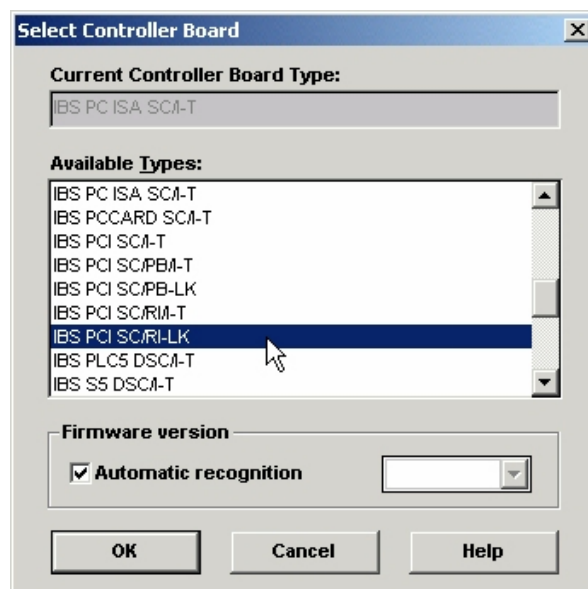 Select Controller Board
Current Controller Board Type:
IBS PC ISA SC/I-T
Available Types:
IBS PC ISA SC/I-T
IBS PCCARD SC/I-T
IBS PCI SC/I-T
IBS PCI SC/PB/I-T
IBS PCI SC/PB-LK
IBS PCI SC/RI/I-T
IBS PCI SC/RI-LK
IBS PLC5 DSC/I-T
IBS S5 DSC/I-T
Firmware version
Automatic recognition
OK Cancel Help